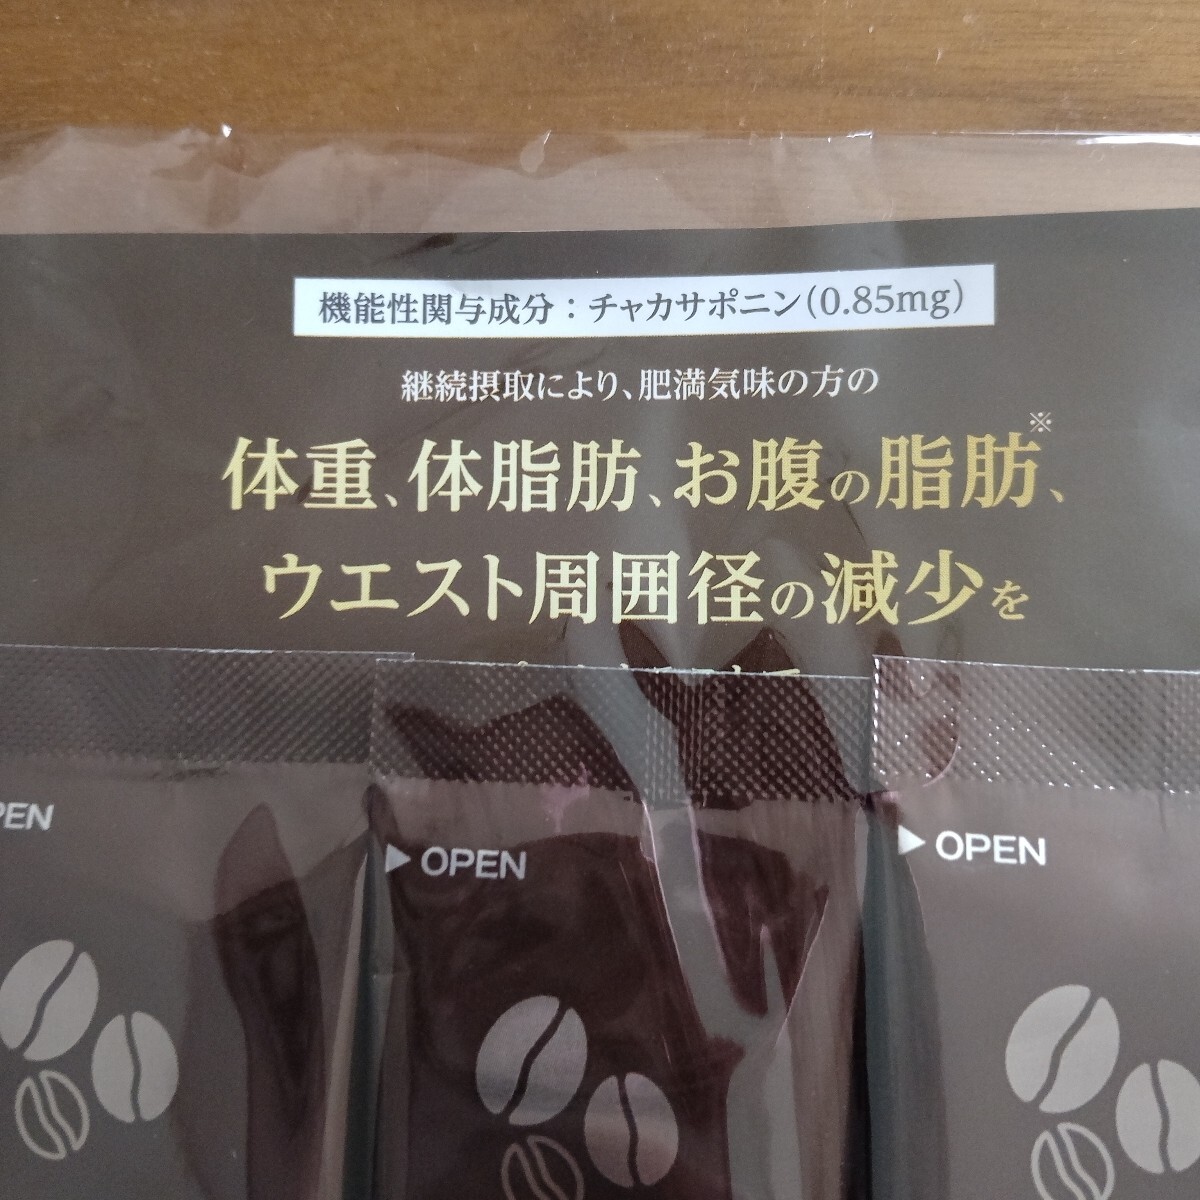 機能性関与成分：チャカサポニン(0.85mg)
継続摂取により、肥満気味の方の
体重、体脂肪、お腹の脂肪※、
ウエスト周囲径の減少を
PEN
▶ OPEN
▶ OPEN